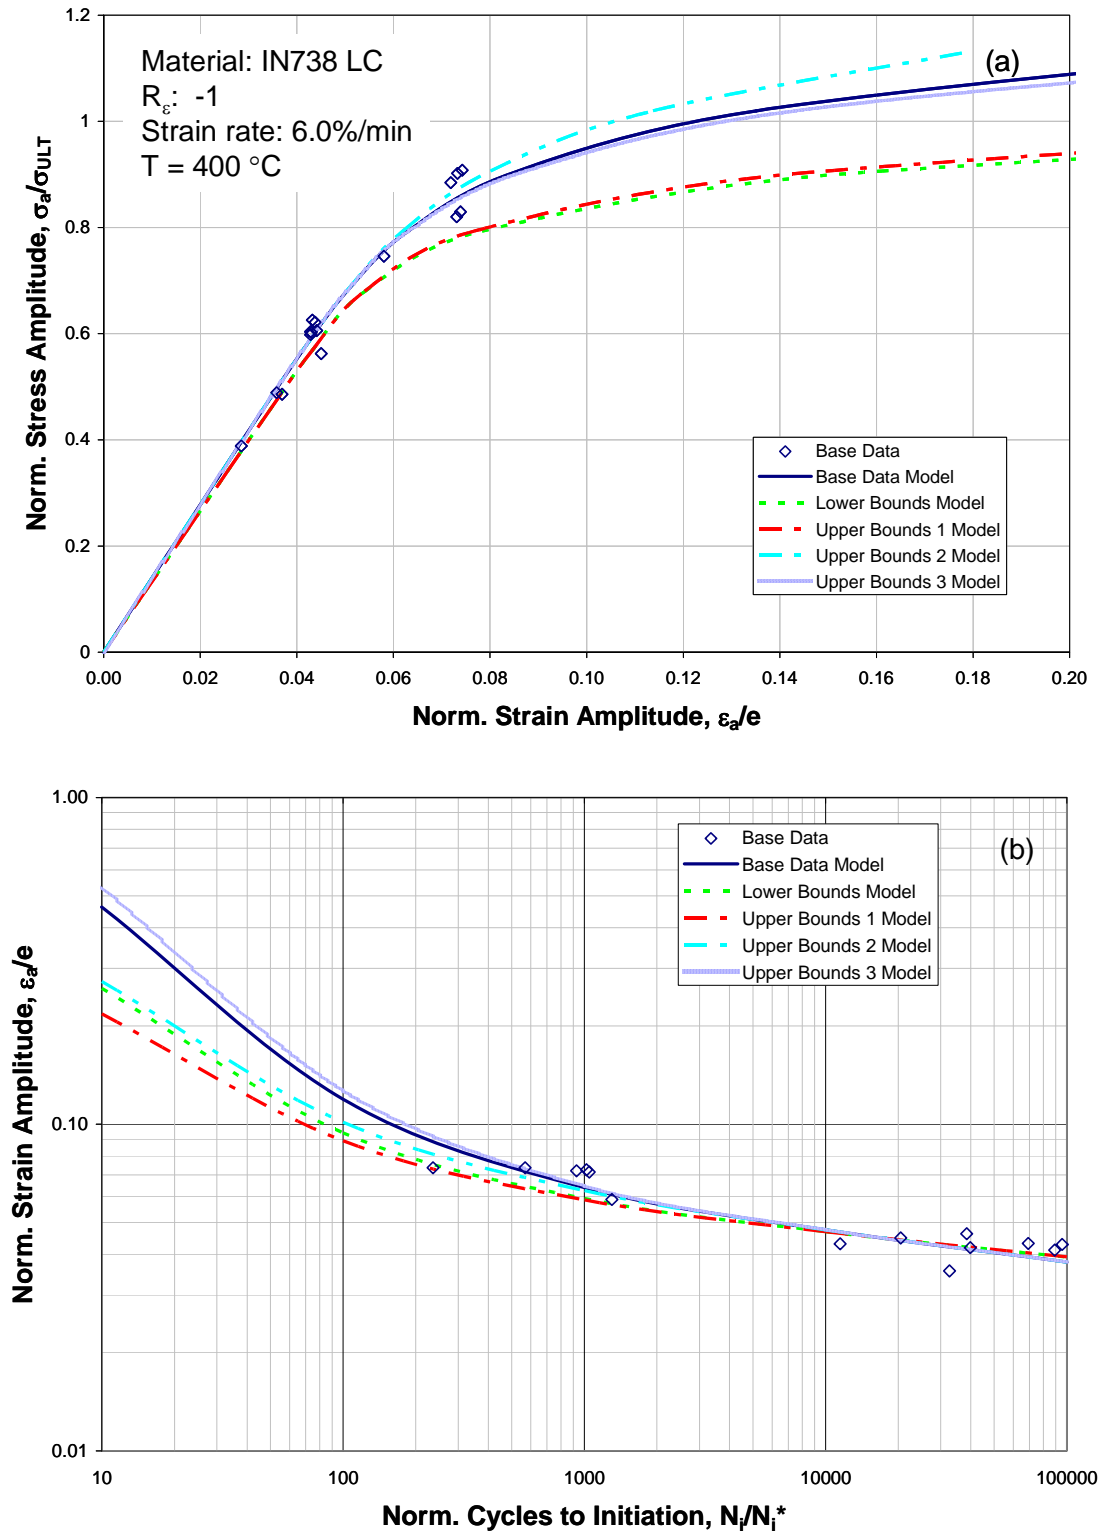 1.2
1
0.8
0.6
0.4
0.2
0
Norm. Stress Amplitude, σa/σULT
Material: IN738 LC
Rε: -1
Strain rate: 6.0%/min
T = 400 °C
(a)
Base Data
Base Data Model
Lower Bounds Model
Upper Bounds 1 Model
Upper Bounds 2 Model
Upper Bounds 3 Model
0.00 0.02 0.04 0.06 0.08 0.10 0.12 0.14 0.16 0.18 0.20
Norm. Strain Amplitude, εa/e
1.00
0.10
0.01
Norm. Strain Amplitude, εa/e
(b)
Base Data
Base Data Model
Lower Bounds Model
Upper Bounds 1 Model
Upper Bounds 2 Model
Upper Bounds 3 Model
10 100 1000 10000 100000
Norm. Cycles to Initiation, Ni/Ni*